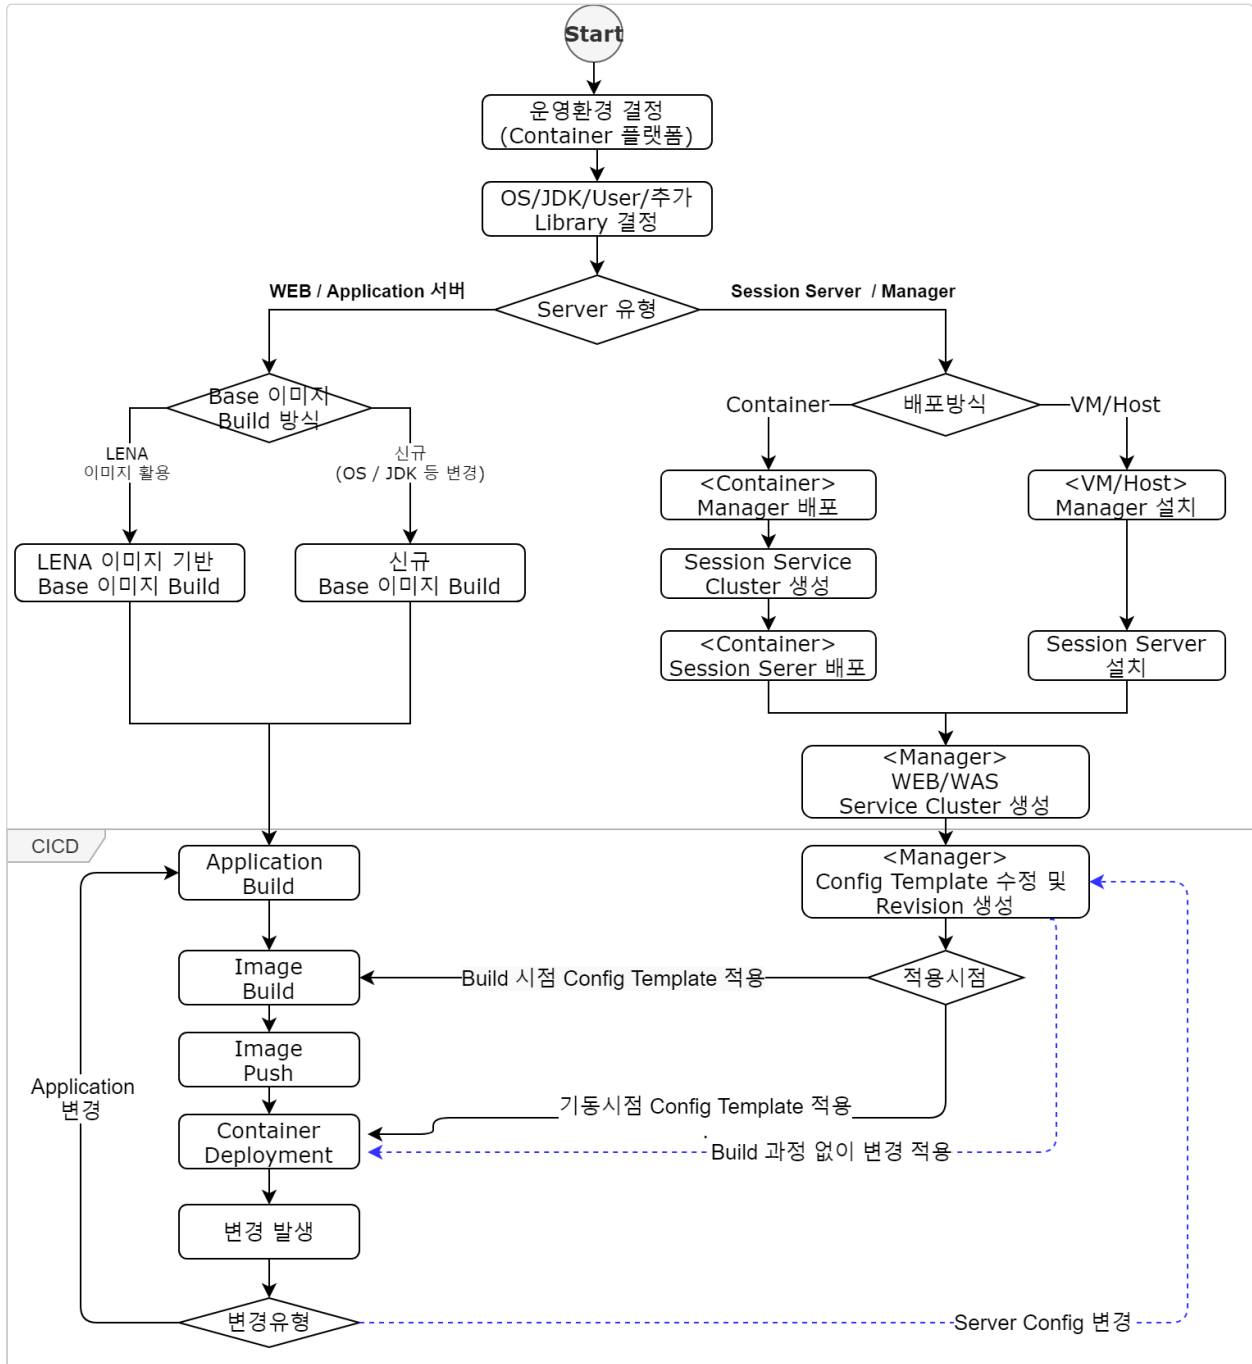 Start
운영환경 결정
(Container 플랫폼)
OS/JDK/User/추가
Library 결정
WEB / Application 서버
Server 유형
Session Server / Manager
Base 이미지
Build 방식
Container
배포방식
VM/Host
LENA
이미지 활용
신규
(OS / JDK 등 변경)
<Container>
Manager 배포
<VM/Host>
Manager 설치
LENA 이미지 기반
Base 이미지 Build
신규
Base 이미지 Build
Session Service
Cluster 생성
<Container>
Session Serer 배포
Session Server
설치
<Manager>
WEB/WAS
Service Cluster 생성
CICD
Application
Build
<Manager>
Config Template 수정 및
Revision 생성
Image
Build
Build 시점 Config Template 적용
적용시점
Image
Push
Application
변경
기동시점 Config Template 적용
Container
Deployment
Build 과정 없이 변경 적용
변경 발생
변경유형
Server Config 변경